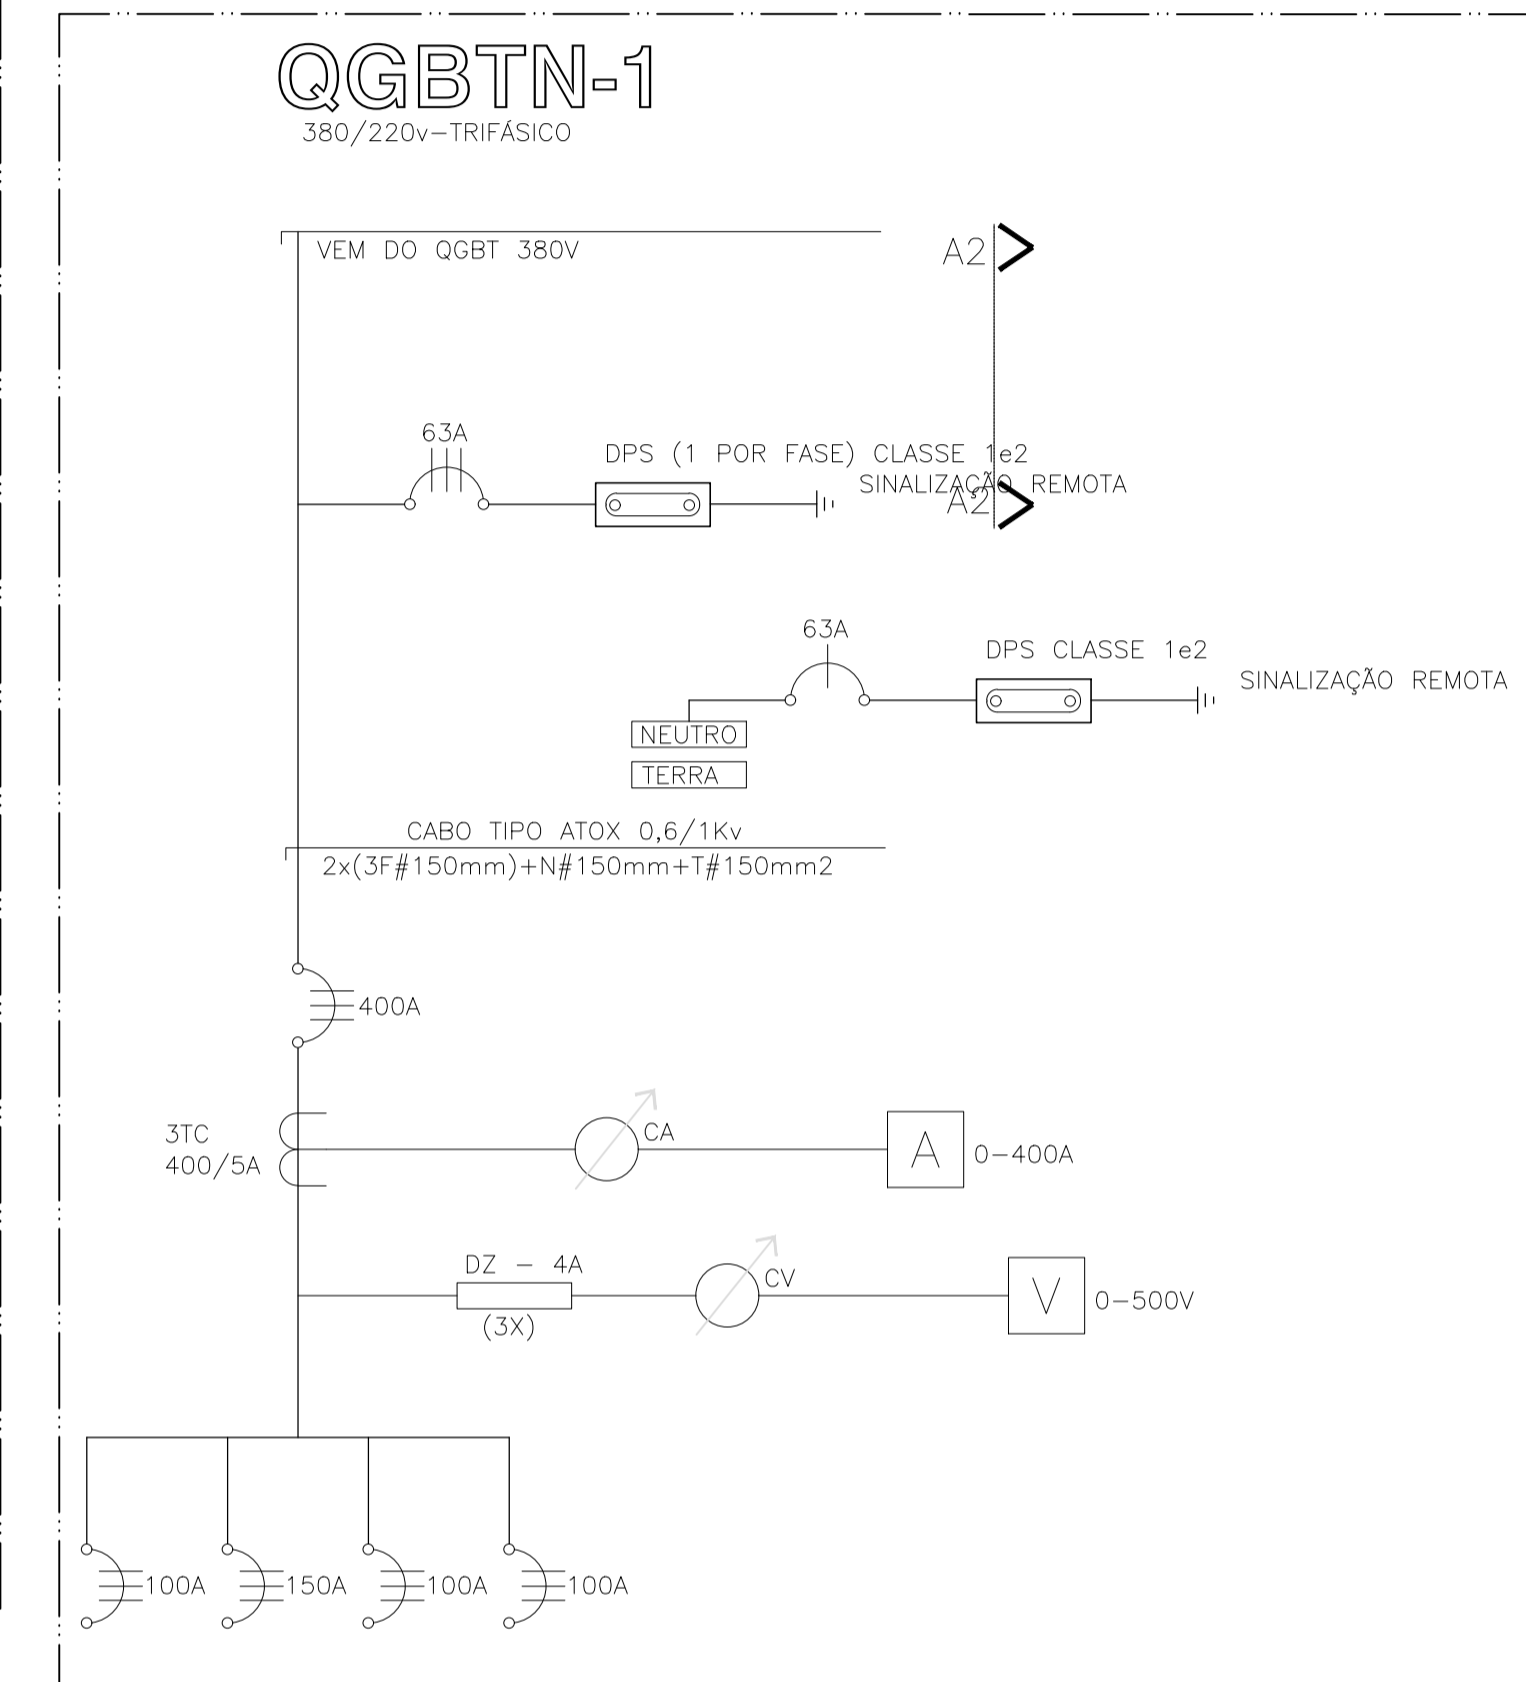 QGBTN-1
380/220v-TRIFÁSICO
VEM DO QGBT 380V
A2
63A
DPS (1 POR FASE) CLASSE 1e2
SINALIZAÇÃO REMOTA
A2
63A
DPS CLASSE 1e2
SINALIZAÇÃO REMOTA
NEUTRO
TERRA
CABO TIPO ATOX 0,6/1Kv
2x(3F#150mm)+N#150mm+T#150mm2
400A
3TC
400/5A
CA
A
0-400A
DZ - 4A
(3X)
CV
V
0-500V
100A
150A
100A
100A